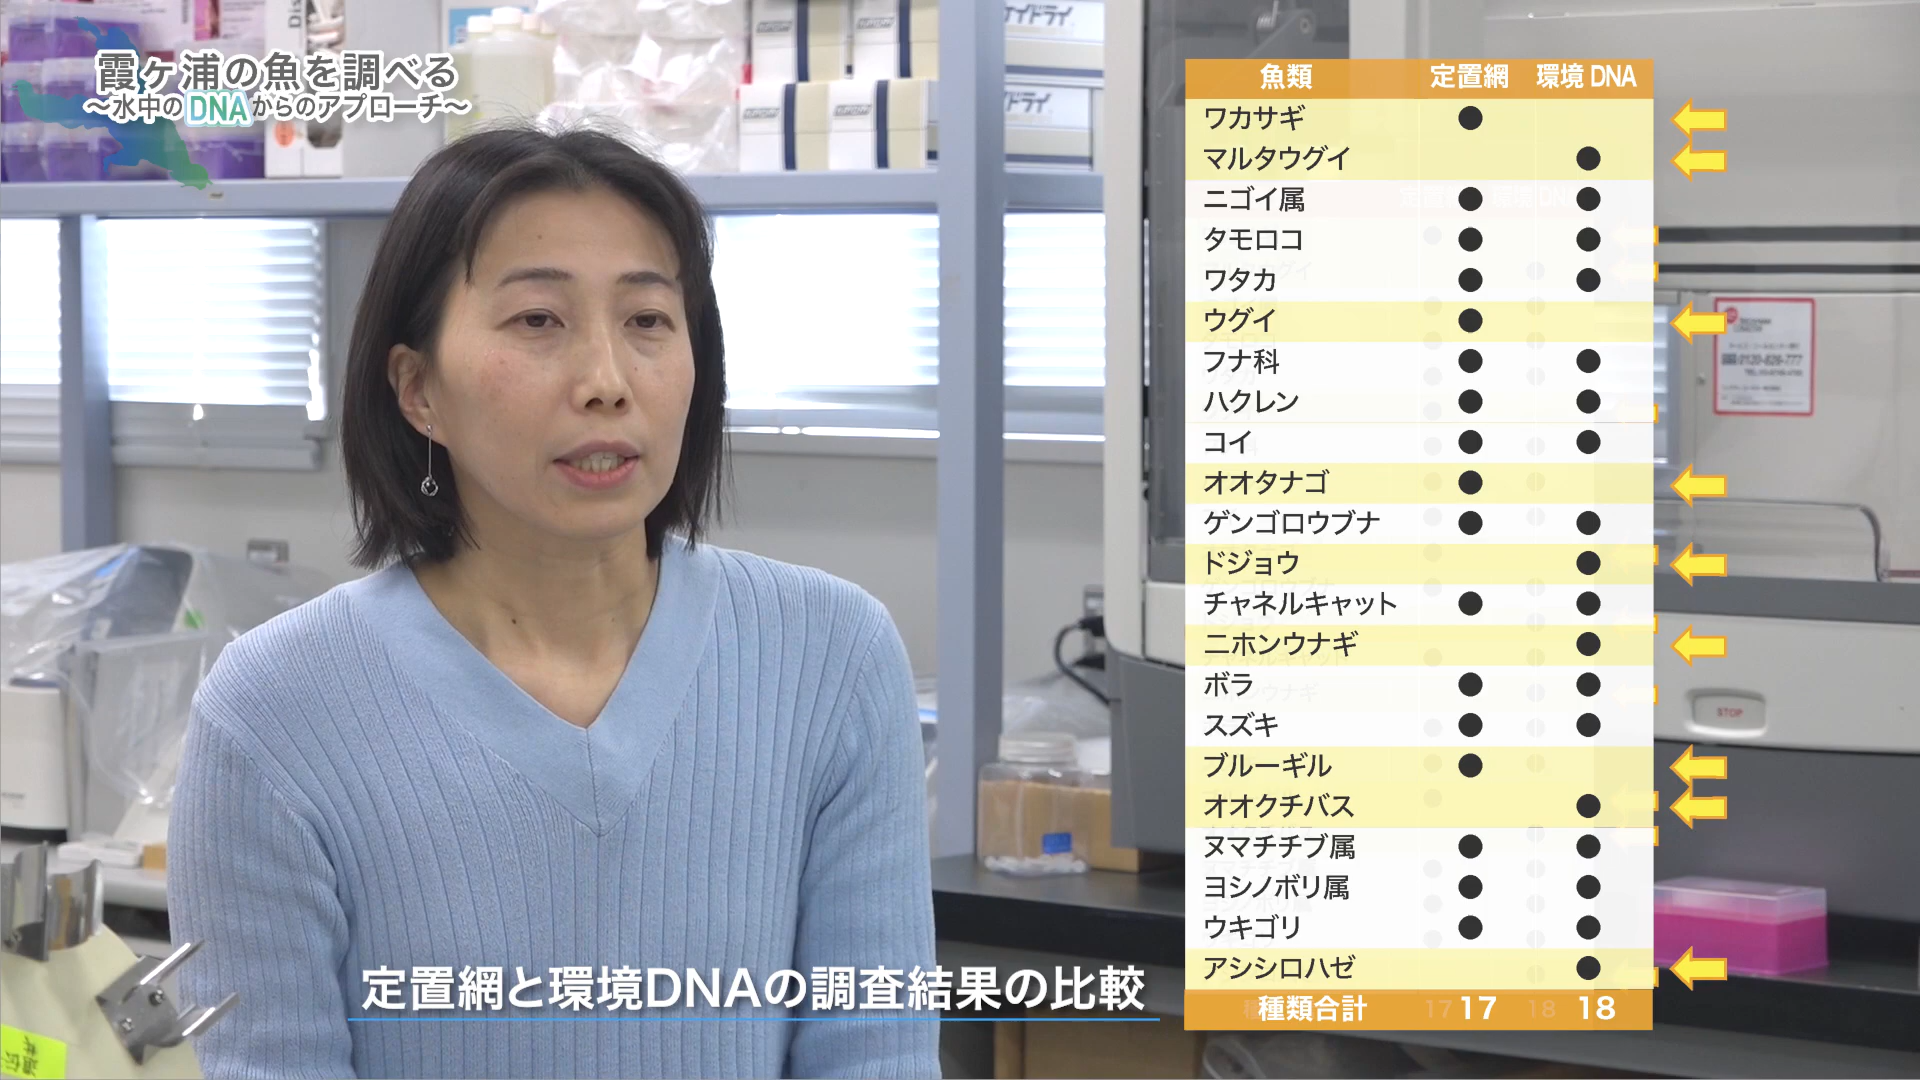 霞ヶ浦の魚を調べる
～水中のDNAからのアプローチ～
魚類 定置網 環境DNA
ワカサギ ●
マルタウグイ ●
ニゴイ属 ● ●
タモロコ ● ●
ワタカ ● ●
ウグイ ●
フナ科 ● ●
ハクレン ● ●
コイ ● ●
オオタナゴ ●
ゲンゴロウブナ ● ●
ドジョウ ●
チャネルキャット ● ●
ニホンウナギ ●
ボラ ● ●
スズキ ● ●
ブルーギル ●
オオクチバス ●
ヌマチチブ属 ● ●
ヨシノボリ属 ● ●
ウキゴリ ● ●
アシシロハゼ ●
種類合計 17 18
定置網と環境DNAの調査結果の比較
STOP